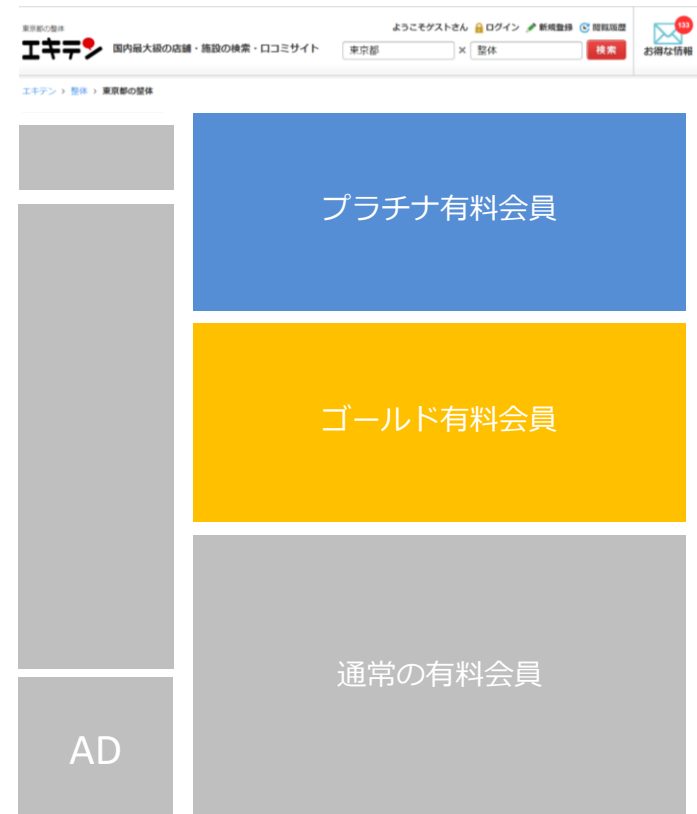 東京都の整体
エキテン
国内最大級の店舗・施設の検索・口コミサイト
ようこそゲストさん ログイン 新規登録 閲覧履歴
東京都 × 整体 検索
133
お得な情報
エキテン › 整体 › 東京都の整体
プラチナ有料会員
ゴールド有料会員
通常の有料会員
AD